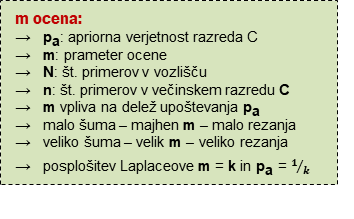 m ocena:
→ pa: apriorna verjetnost razreda C
→ m: prameter ocene
→ N: št. primerov v vozlišču
→ n: št. primerov v večinskem razredu C
→ m vpliva na delež upoštevanja pa
→ malo šuma – majhen m – malo rezanja
→ veliko šuma – velik m – veliko rezanja
→ posplošitev Laplaceove m = k in pa = 1/k